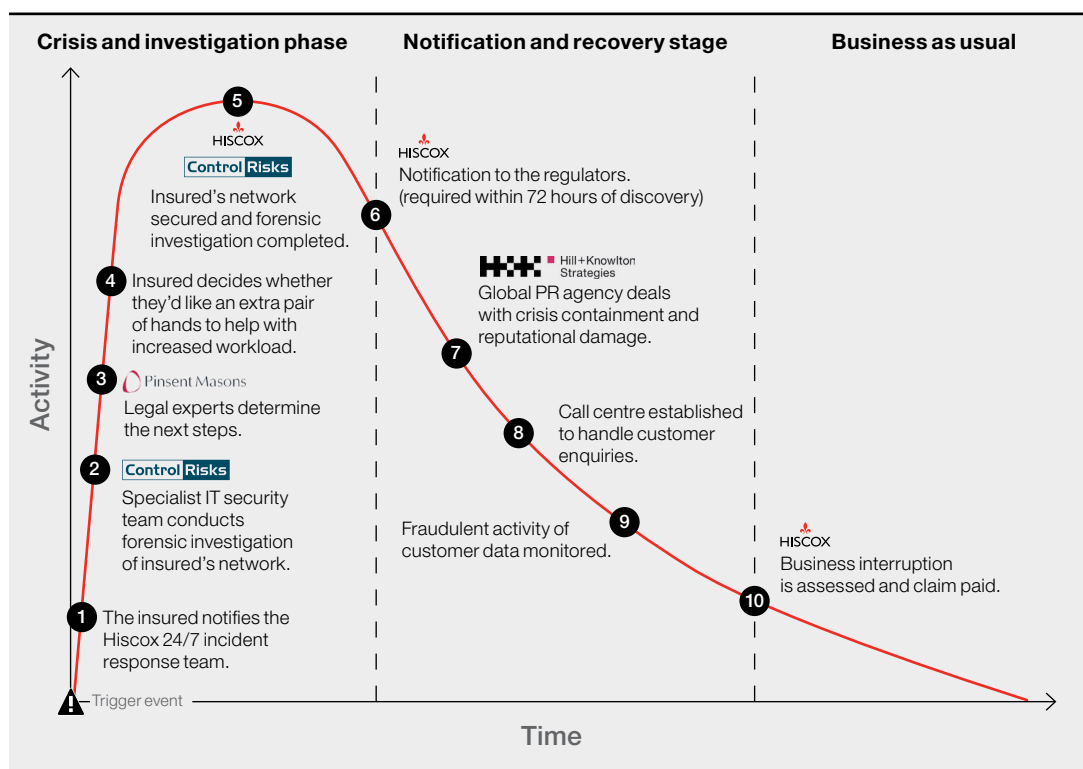 Crisis and investigation phase
Notification and recovery stage
Business as usual
5
HISCOX
Control Risks
Insured's network
secured and forensic
investigation completed.
4
Insured decides whether
they'd like an extra pair
of hands to help with
increased workload.
3
Pinsent Masons
Legal experts determine
the next steps.
2
Control Risks
Specialist IT security
team conducts
forensic investigation
of insured's network.
1
The insured notifies the
Hiscox 24/7 incident
response team.
Trigger event
6
HISCOX
Notification to the regulators.
(required within 72 hours of discovery)
7
Hill+Knowlton
Strategies
Global PR agency deals
with crisis containment and
reputational damage.
8
Call centre established
to handle customer
enquiries.
9
Fraudulent activity of
customer data monitored.
10
HISCOX
Business interruption
is assessed and claim paid.
Activity
Time